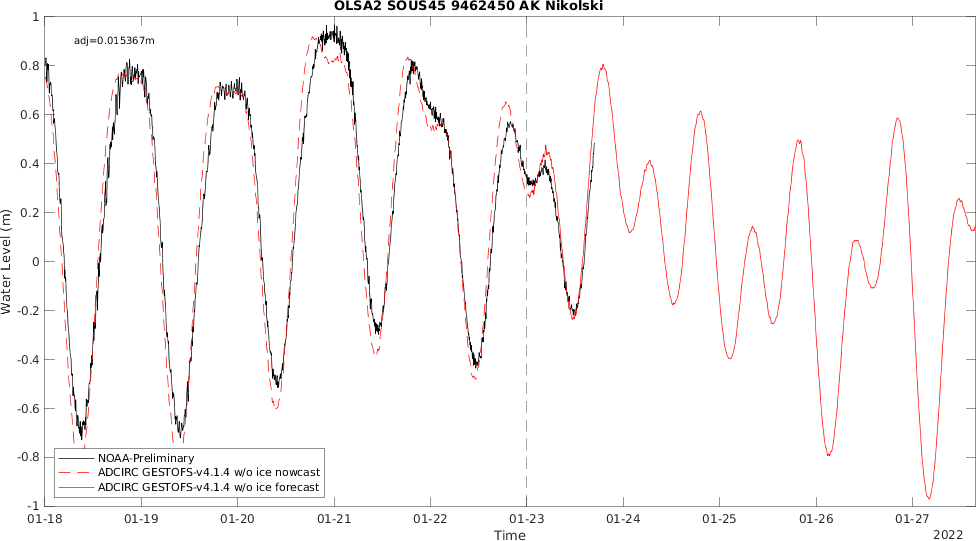 OLSA2 SOUS45 9462450 AK Nikolski
adj=0.015367m
Water Level (m)
1
0.8
0.6
0.4
0.2
0
-0.2
-0.4
-0.6
-0.8
-1
NOAA-Preliminary
ADCIRC GESTOFS-v4.1.4 w/o ice nowcast
ADCIRC GESTOFS-v4.1.4 w/o ice forecast
01-18 01-19 01-20 01-21 01-22 01-23 01-24 01-25 01-26 01-27
Time
2022